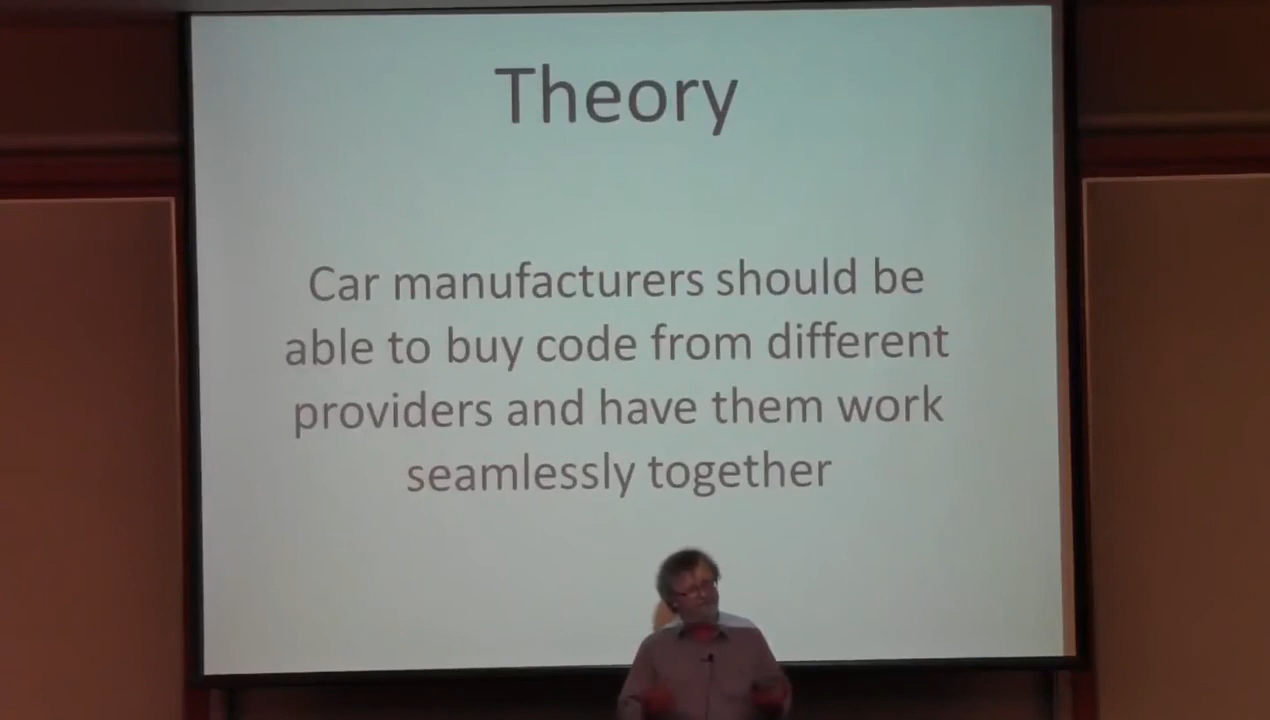 Theory
Car manufacturers should be
able to buy code from different
providers and have them work
seamlessly together